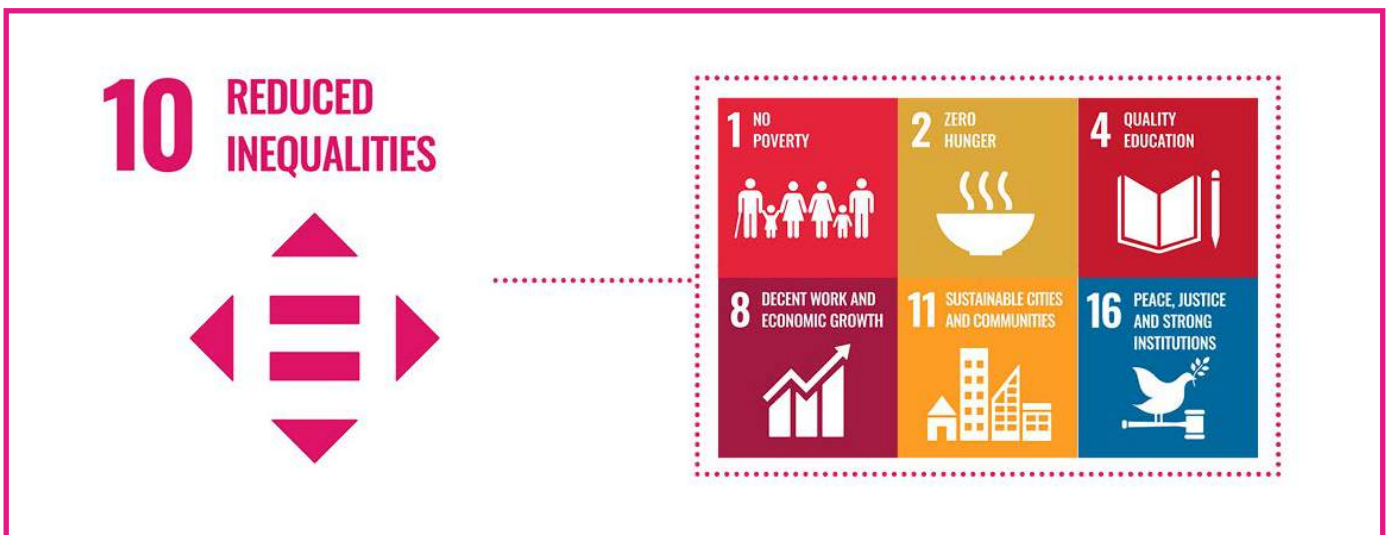 10 REDUCED
INEQUALITIES
1 NO
POVERTY
2 ZERO
HUNGER
4 QUALITY
EDUCATION
8 DECENT WORK AND
ECONOMIC GROWTH
11 SUSTAINABLE CITIES
AND COMMUNITIES
16 PEACE, JUSTICE
AND STRONG
INSTITUTIONS